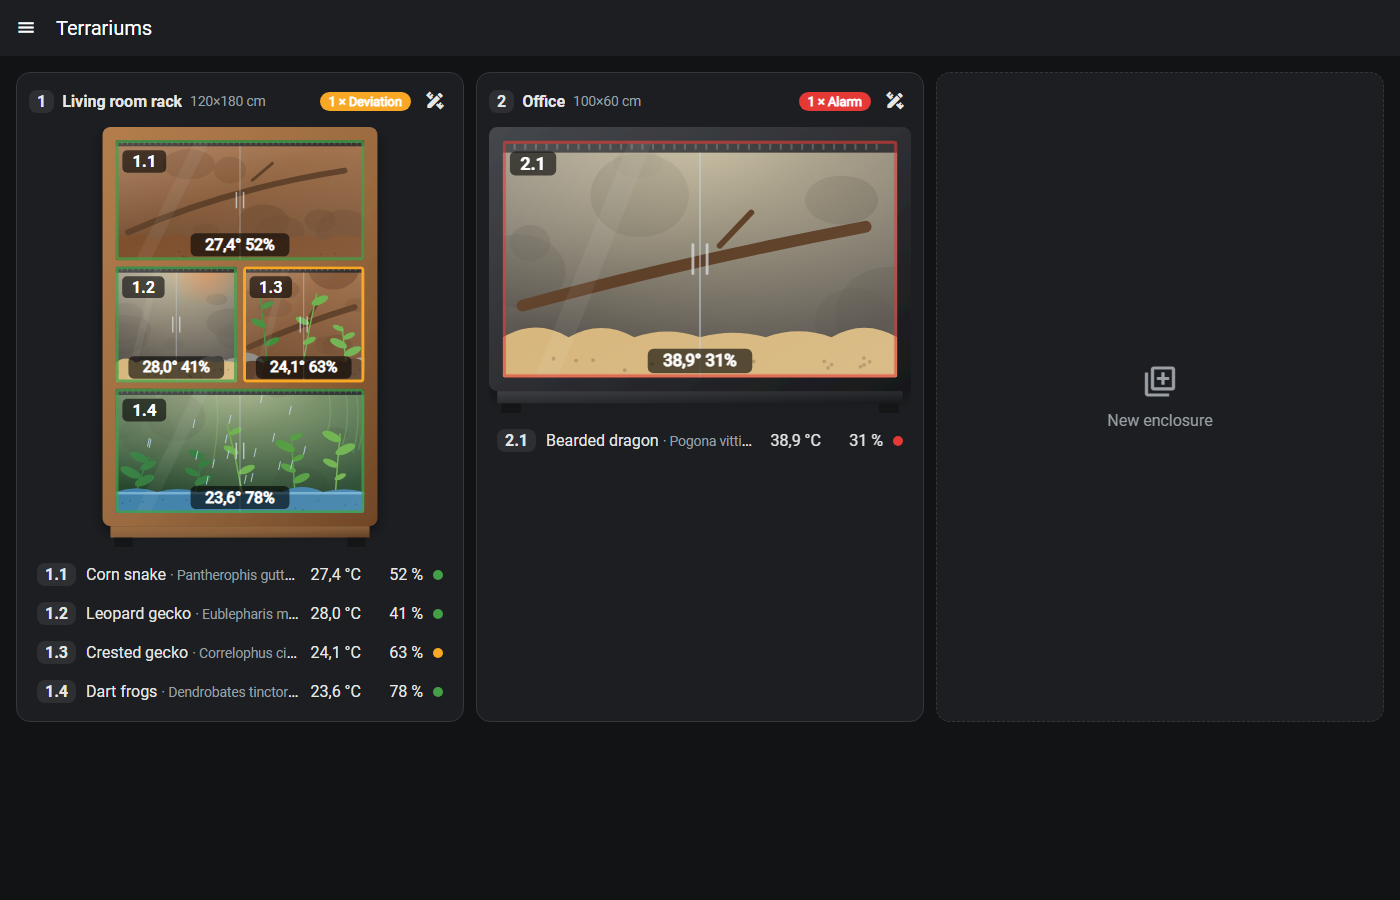 Terrariums
1 Living room rack 120×180 cm 1 × Deviation
1.1
27,4° 52%
1.2
28,0° 41%
1.3
24,1° 63%
1.4
23,6° 78%
1.1 Corn snake · Pantherophis gutt... 27,4 °C 52 %
1.2 Leopard gecko · Eublepharis m... 28,0 °C 41 %
1.3 Crested gecko · Correlophus ci... 24,1 °C 63 %
1.4 Dart frogs · Dendrobates tinctor... 23,6 °C 78 %
2 Office 100×60 cm 1 × Alarm
2.1
38,9° 31%
2.1 Bearded dragon · Pogona vitti... 38,9 °C 31 %
New enclosure